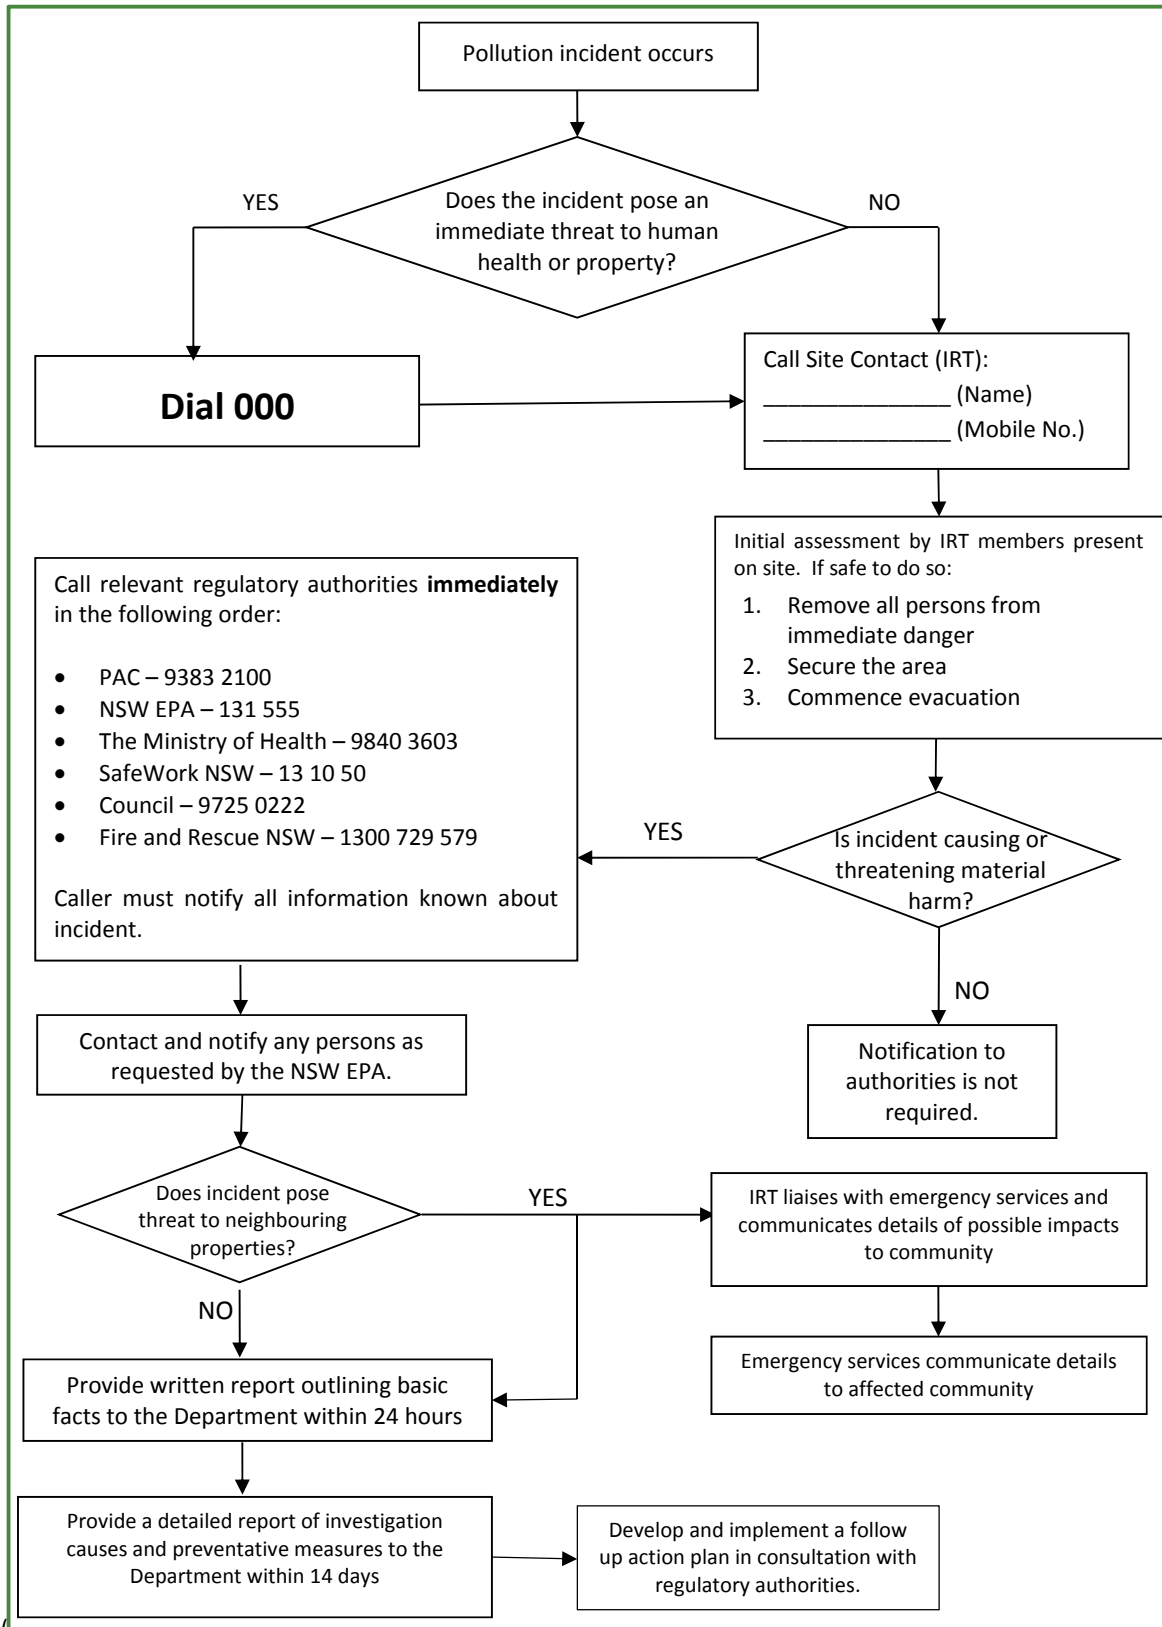 Pollution incident occurs
Does the incident pose an
immediate threat to human
health or property?
YES
NO
Dial 000
Call Site Contact (IRT):
_______________ (Name)
_______________ (Mobile No.)
Initial assessment by IRT members present
on site. If safe to do so:
1. Remove all persons from
immediate danger
2. Secure the area
3. Commence evacuation
Is incident causing or
threatening material
harm?
YES
NO
Call relevant regulatory authorities immediately
in the following order:
• PAC – 9383 2100
• NSW EPA – 131 555
• The Ministry of Health – 9840 3603
• SafeWork NSW – 13 10 50
• Council – 9725 0222
• Fire and Rescue NSW – 1300 729 579
Caller must notify all information known about
incident.
Notification to
authorities is not
required.
Contact and notify any persons as
requested by the NSW EPA.
Does incident pose
threat to neighbouring
properties?
YES
NO
IRT liaises with emergency services and
communicates details of possible impacts
to community
Emergency services communicate details
to affected community
Provide written report outlining basic
facts to the Department within 24 hours
Provide a detailed report of investigation
causes and preventative measures to the
Department within 14 days
Develop and implement a follow
up action plan in consultation with
regulatory authorities.
(